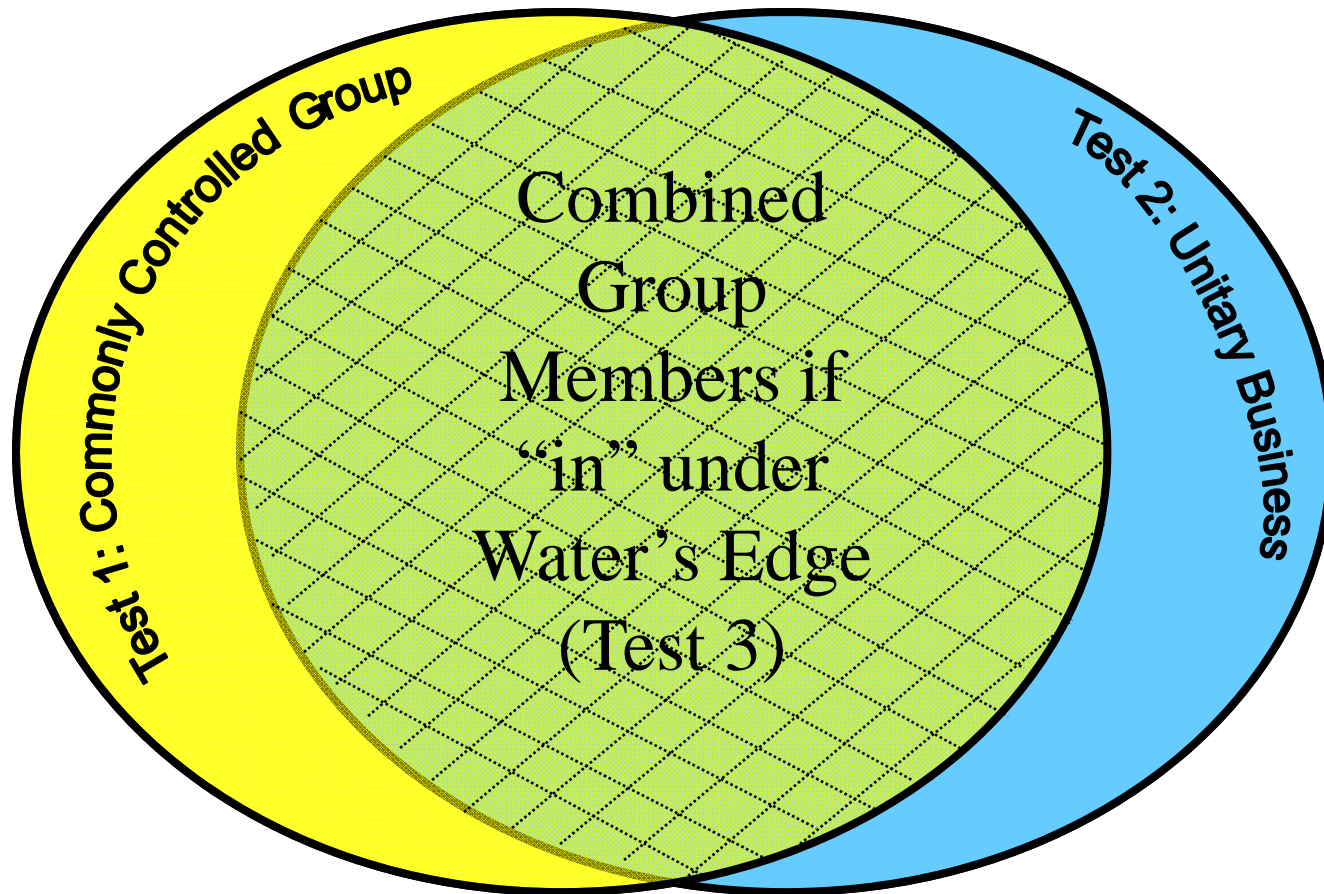 Test 1: Commonly Controlled Group
Combined
Group
Members if
“in” under
Water’s Edge
(Test 3)
Test 2: Unitary Business